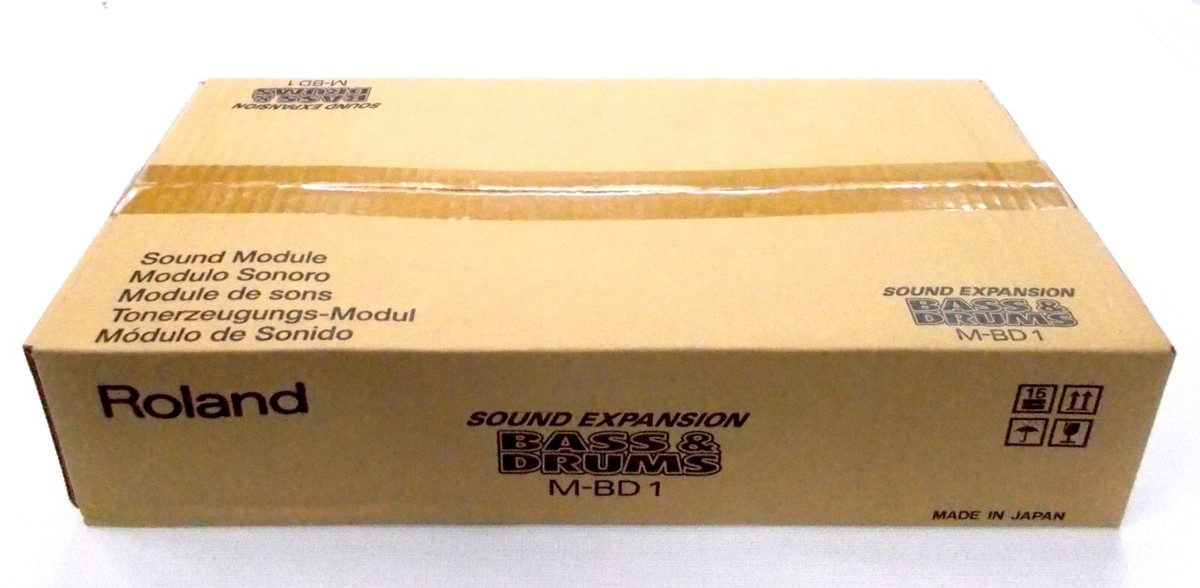 M-BD1
BASS &
DRUMS
SOUND EXPANSION
Sound Module
Modulo Sonoro
Module de sons
Tonerzeugungs-Modul
Módulo de Sonido
SOUND EXPANSION
BASS &
DRUMS
M-BD1
Roland
SOUND EXPANSION
BASS &
DRUMS
M-BD1
15
MADE IN JAPAN